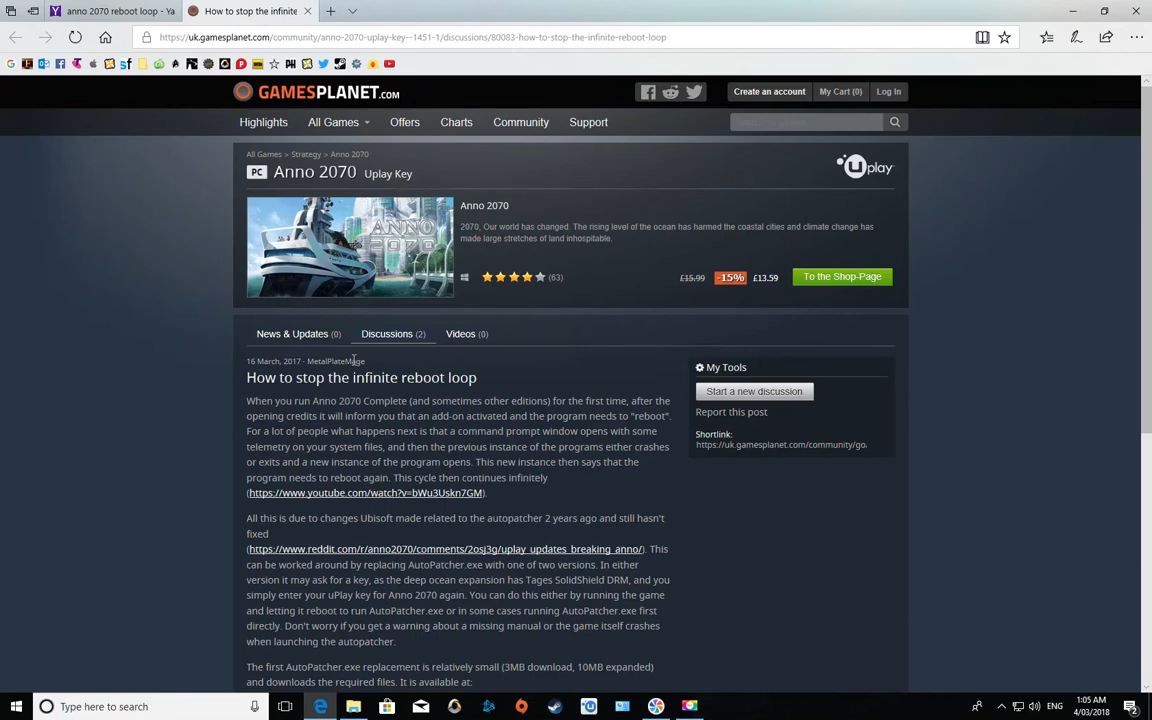 anno 2070 reboot loop - Ya
How to stop the infinite
https://uk.gamesplanet.com/community/anno-2070-uplay-key--1451-1/discussions/80083-how-to-stop-the-infinite-reboot-loop
GAMESPLANET.COM
Create an account My Cart (0) Log In
Highlights All Games Offers Charts Community Support
All Games > Strategy > Anno 2070
PC Anno 2070 Uplay Key
uplay
ANNO
2070
Anno 2070
2070, Our world has changed. The rising level of the ocean has harmed the coastal cities and climate change has
made large stretches of land inhospitable.
(63)
£15.99 -15% £13.59 To the Shop-Page
News & Updates (0) Discussions (2) Videos (0)
16 March, 2017 · MetalPlateMage
How to stop the infinite reboot loop
When you run Anno 2070 Complete (and sometimes other editions) for the first time, after the
opening credits it will inform you that an add-on activated and the program needs to "reboot".
For a lot of people what happens next is that a command prompt window opens with some
telemetry on your system files, and then the previous instance of the programs either crashes
or exits and a new instance of the program opens. This new instance then says that the
program needs to reboot again. This cycle then continues infinitely
(https://www.youtube.com/watch?v=bWu3Uskn7GM).
All this is due to changes Ubisoft made related to the autopatcher 2 years ago and still hasn't
fixed
(https://www.reddit.com/r/anno2070/comments/2osj3g/uplay_updates_breaking_anno/). This
can be worked around by replacing AutoPatcher.exe with one of two versions. In either
version it may ask for a key, as the deep ocean expansion has Tages SolidShield DRM, and you
simply enter your uPlay key for Anno 2070 again. You can do this either by running the game
and letting it reboot to run AutoPatcher.exe or in some cases running AutoPatcher.exe first
directly. Don't worry if you get a warning about a missing manual or the game itself crashes
when launching the autopatcher.
The first AutoPatcher.exe replacement is relatively small (3MB download, 10MB expanded)
and downloads the required files. It is available at:
My Tools
Start a new discussion
Report this post
Shortlink:
https://uk.gamesplanet.com/community/go.
Type here to search
ENG
1:05 AM
4/03/2018
2